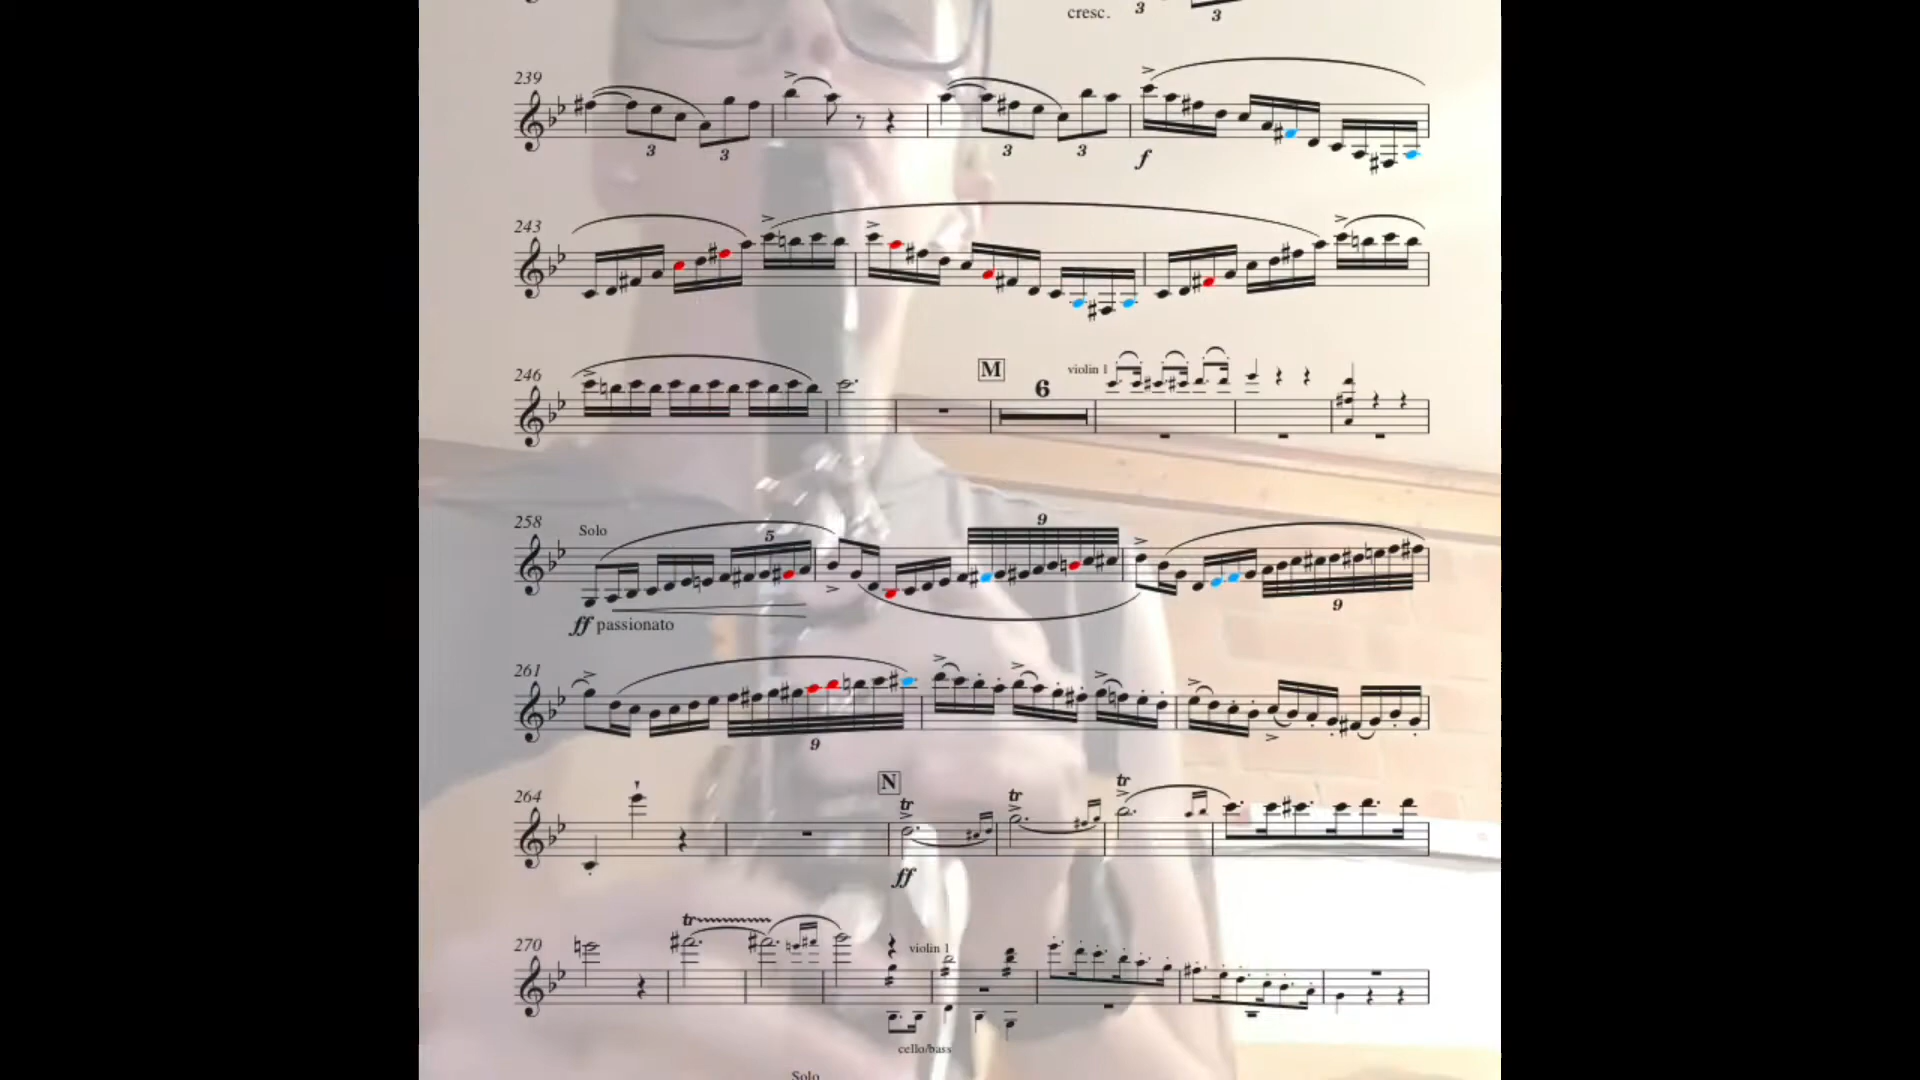 cresc. 3 3
239 3 3 3 3 f
243
246 M 6 violin 1
258 Solo 5 9 9
ff passionato
261 9
264 N tr tr tr
ff
270 tr violin 1
cello/bass
Solo